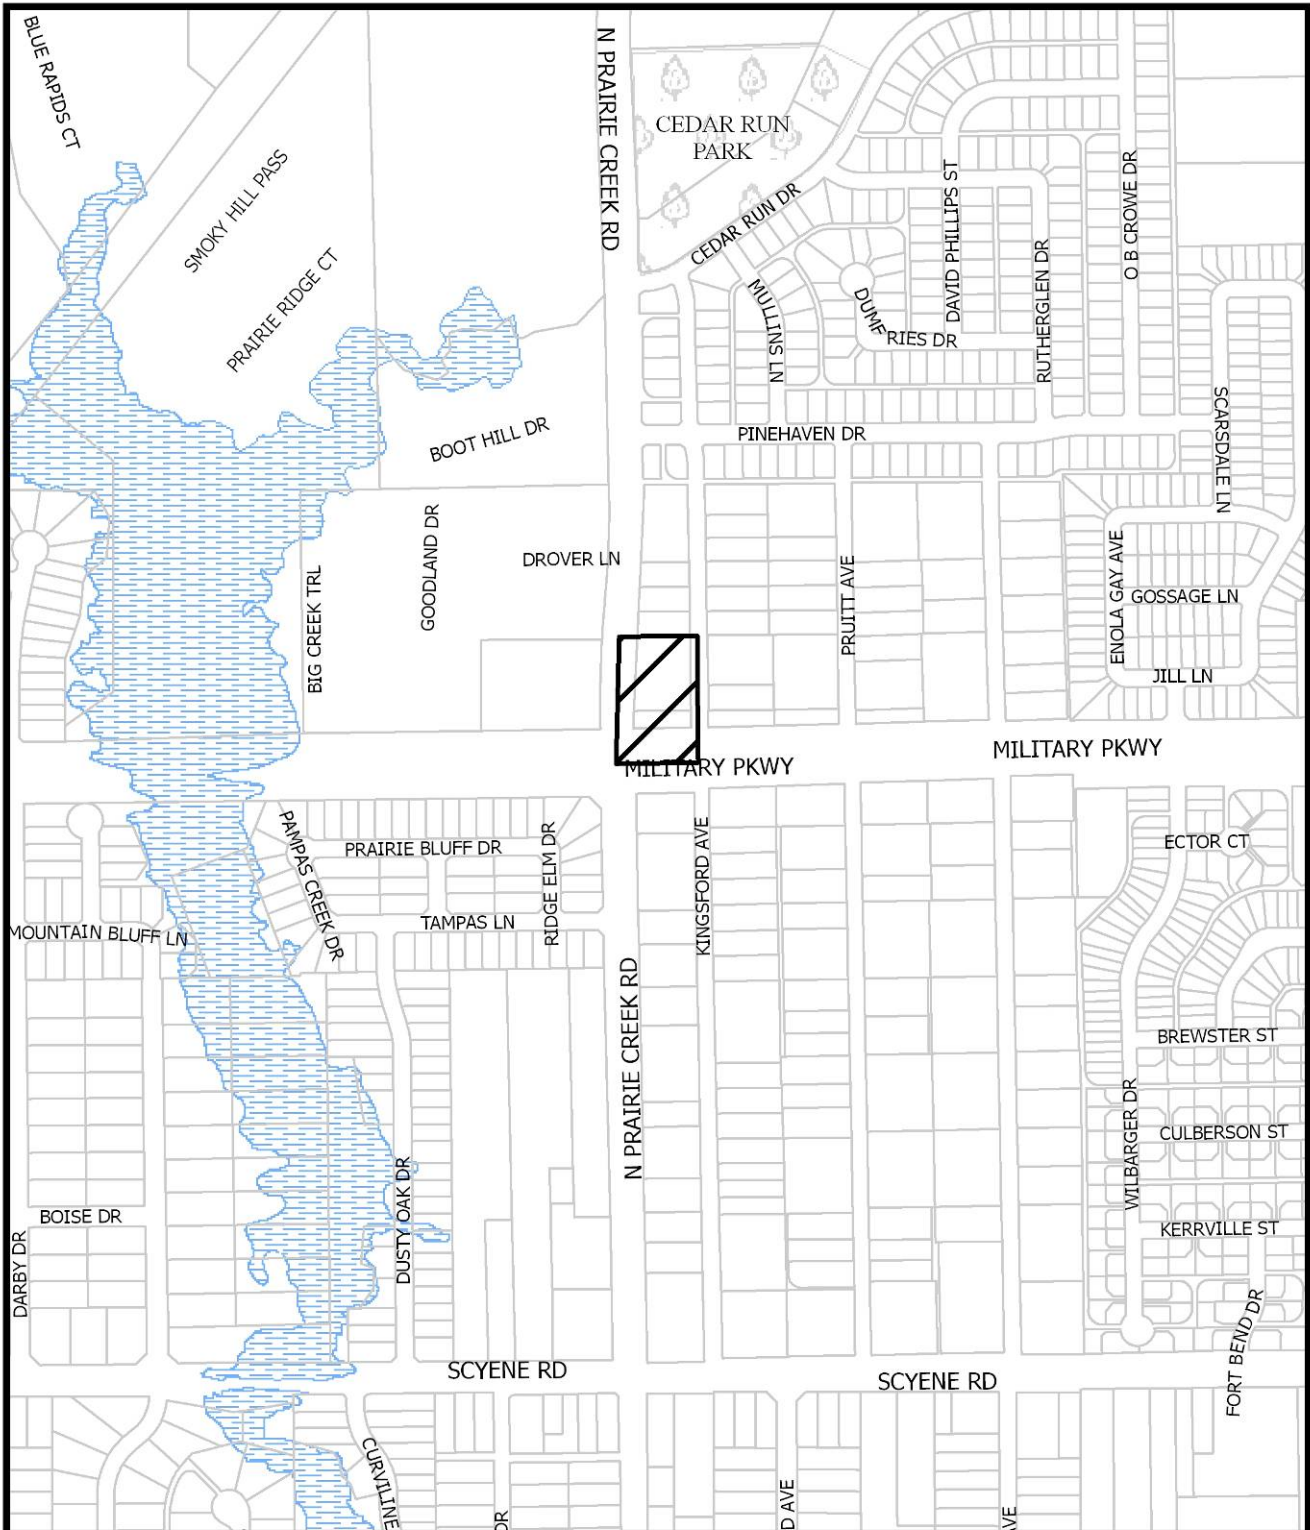 BLUE RAPIDS CT
N PRAIRIE CREEK RD
CEDAR RUN
PARK
SMOKY HILL PASS
CEDAR RUN DR
DAVID PHILLIPS ST
O B CROWE DR
PRAIRIE RIDGE CT
MULLINS LN
DUMF
RIES DR
RUTHERGLEN DR
SCARSDALE LN
BOOT HILL DR
PINEHAVEN DR
GOODLAND DR
DROVER LN
BIG CREEK TRL
PRUITT AVE
ENOLA GAY AVE
GOSSAGE LN
JILL LN
MILITARY PKWY
MILITARY PKWY
PAMPAS CREEK DR
PRAIRIE BLUFF DR
RIDGE ELM DR
KINGSFORD AVE
ECTOR CT
MOUNTAIN BLUFF LN
TAMPAS LN
N PRAIRIE CREEK RD
BREWSTER ST
WILBARGER DR
CULBERSON ST
BOISE DR
DARBY DR
DUSTY OAK DR
KERRVILLE ST
FORT BEND DR
SCYENE RD
SCYENE RD
CURVILINE
DR
D AVE
VE